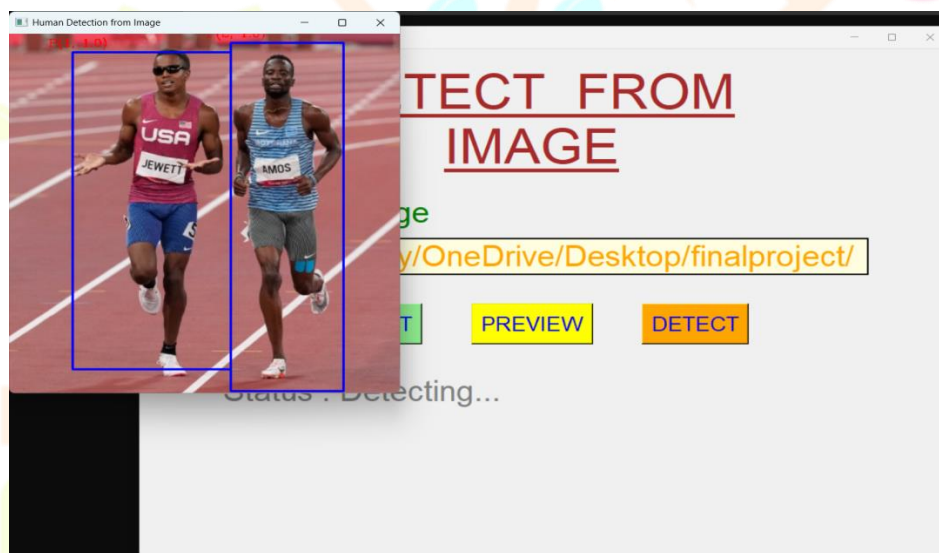 Human Detection from Image
USA
JEWETT
AMOS
TECT FROM
IMAGE
ge
y/OneDrive/Desktop/finalproject/
T
PREVIEW
DETECT
Status : Detecting...